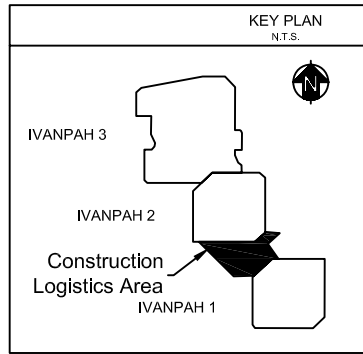 KEY PLAN
N.T.S.
N
IVANPAH 3
IVANPAH 2
Construction
Logistics Area
IVANPAH 1